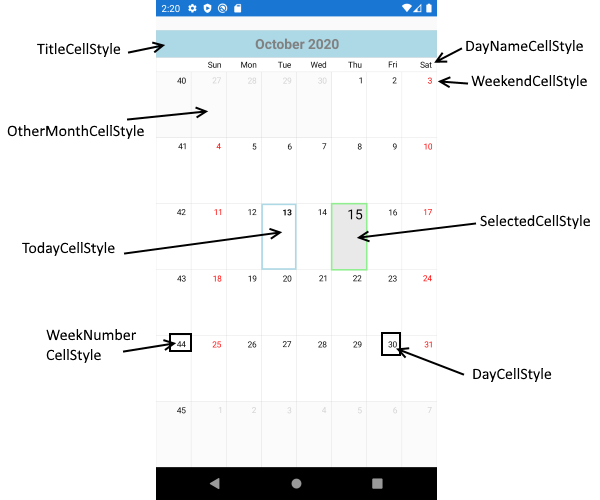 2:20
October 2020
TitleCellStyle
DayNameCellStyle
Sun Mon Tue Wed Thu Fri Sat
40 27 28 29 30 1 2 3
WeekendCellStyle
OtherMonthCellStyle
41 4 5 6 7 8 9 10
42 11 12 13 14 15 16 17
SelectedCellStyle
TodayCellStyle
43 18 19 20 21 22 23 24
WeekNumber
CellStyle
44 25 26 27 28 29 30 31
DayCellStyle
45 1 2 3 4 5 6 7